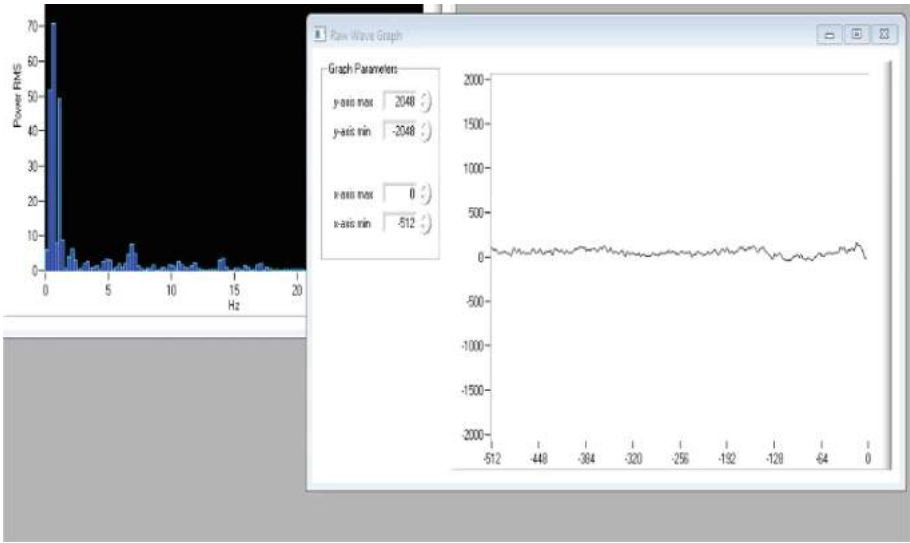 Power RMS
70
60
50
40
30
20
10
0
0 5 10 15 20
Hz
Raw Wave Graph
Graph Parameters
y-axis max 2048
y-axis min -2048
x-axis max 0
x-axis min -512
2000
1500
1000
500
0
-500
-1000
-1500
-2000
-512 -448 -384 -320 -256 -192 -128 -64 0